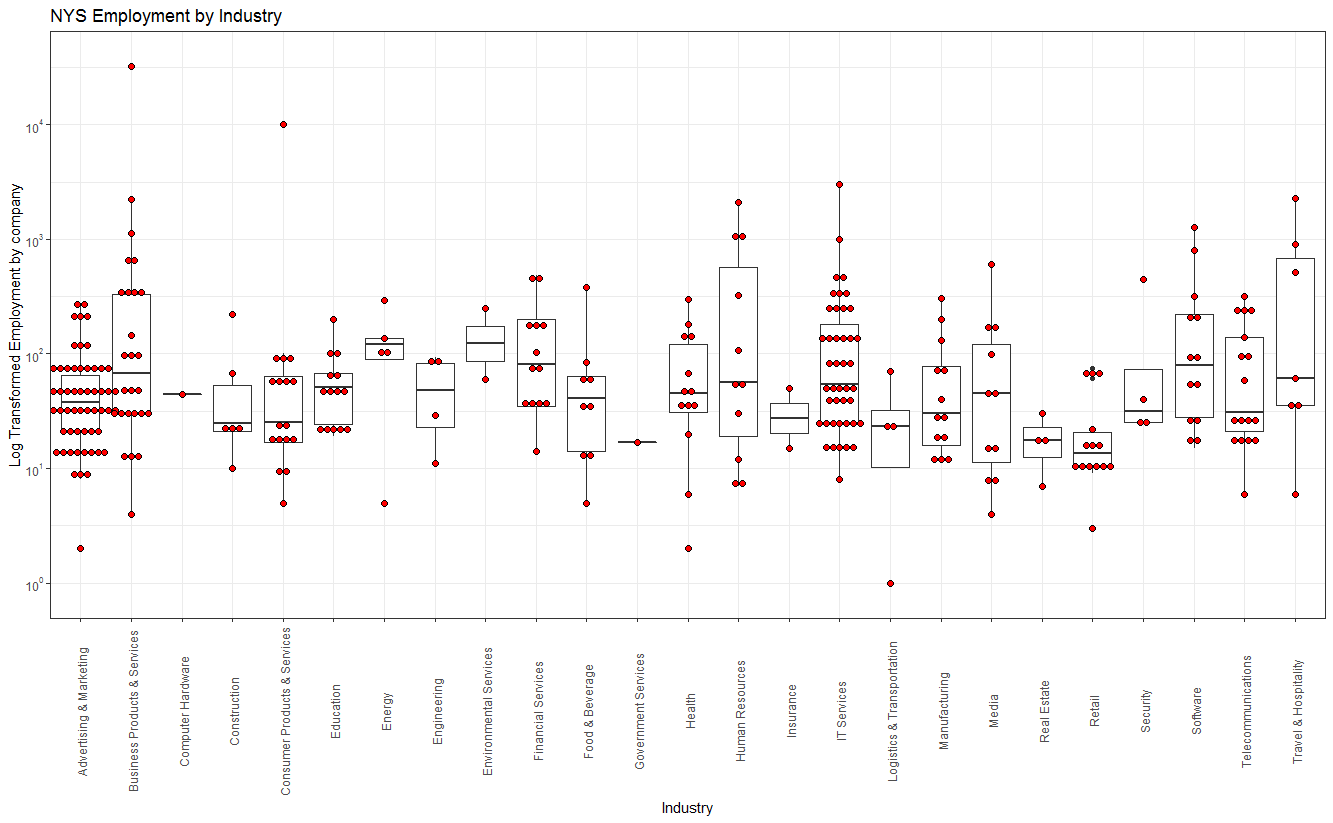 NYS Employment by Industry
Log Transformed Employment by company
10^4
10^3
10^2
10^1
10^0
Advertising & Marketing
Business Products & Services
Computer Hardware
Construction
Consumer Products & Services
Education
Energy
Engineering
Environmental Services
Financial Services
Food & Beverage
Government Services
Health
Human Resources
Insurance
IT Services
Logistics & Transportation
Manufacturing
Media
Real Estate
Retail
Security
Software
Telecommunications
Travel & Hospitality
Industry